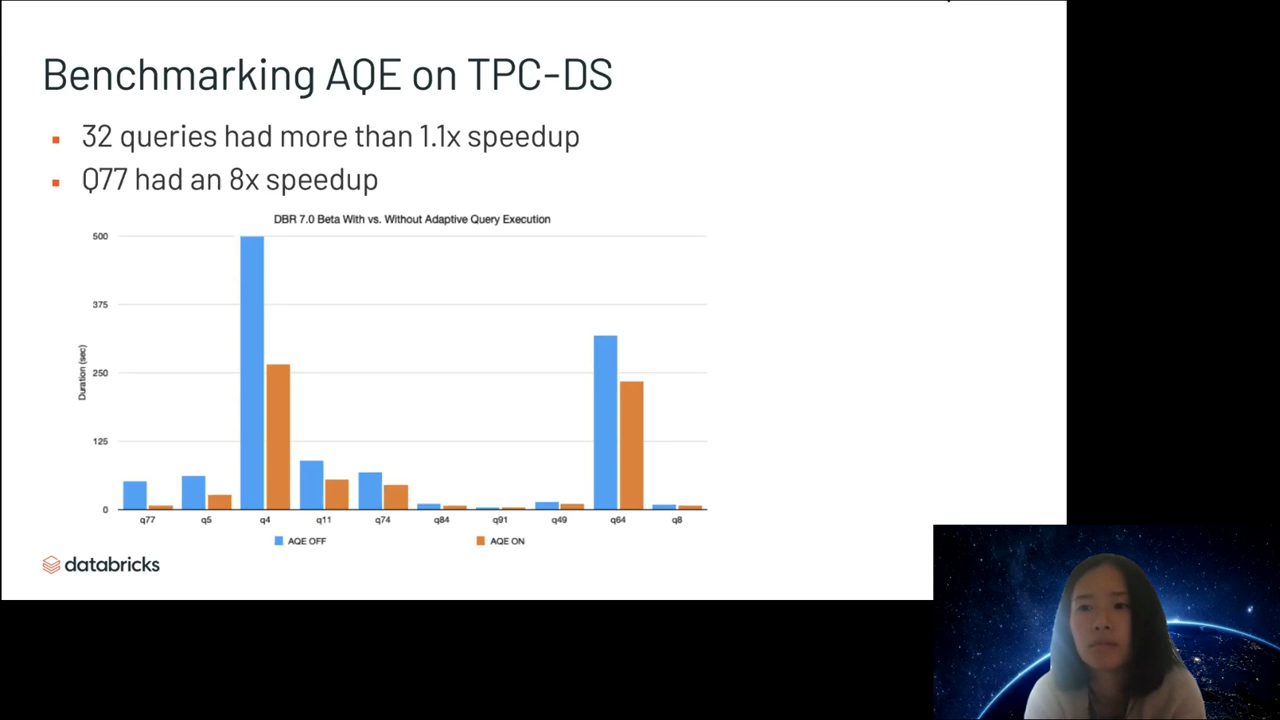 Benchmarking AQE on TPC-DS
32 queries had more than 1.1x speedup
Q77 had an 8x speedup
DBR 7.0 Beta With vs. Without Adaptive Query Execution
500
375
250
125
0
Duration (sec)
q77 q5 q4 q11 q74 q84 q91 q49 q64 q8
AQE OFF AQE ON
databricks